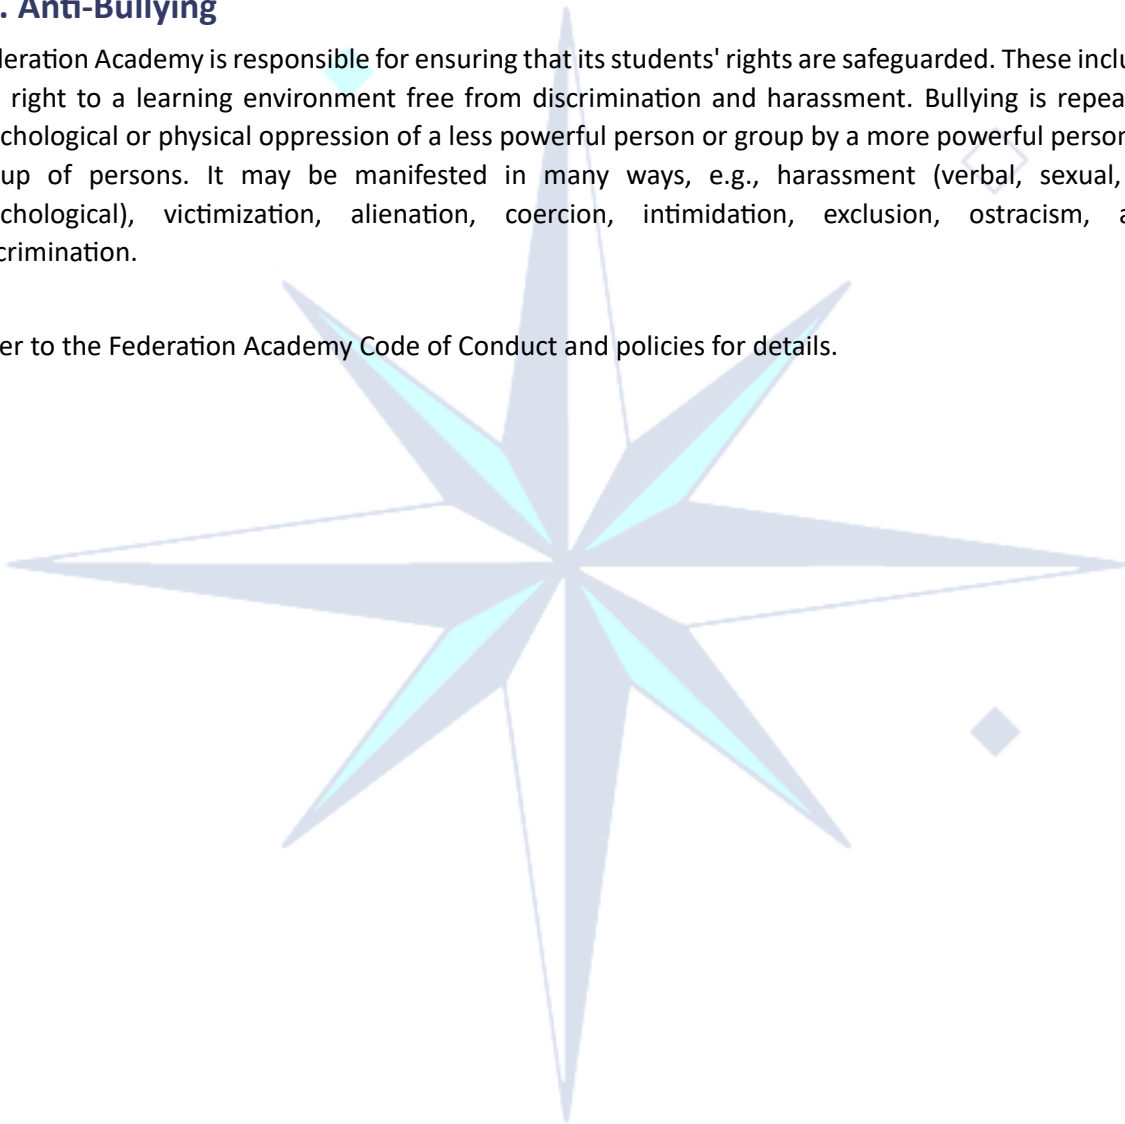 . Anti-Bullying
deration Academy is responsible for ensuring that its students' rights are safeguarded. These inclu
right to a learning environment free from discrimination and harassment. Bullying is repea
chological or physical oppression of a less powerful person or group by a more powerful person
up of persons. It may be manifested in many ways, e.g., harassment (verbal, sexual,
chological), victimization, alienation, coercion, intimidation, exclusion, ostracism, a
crimination.
er to the Federation Academy Code of Conduct and policies for details.